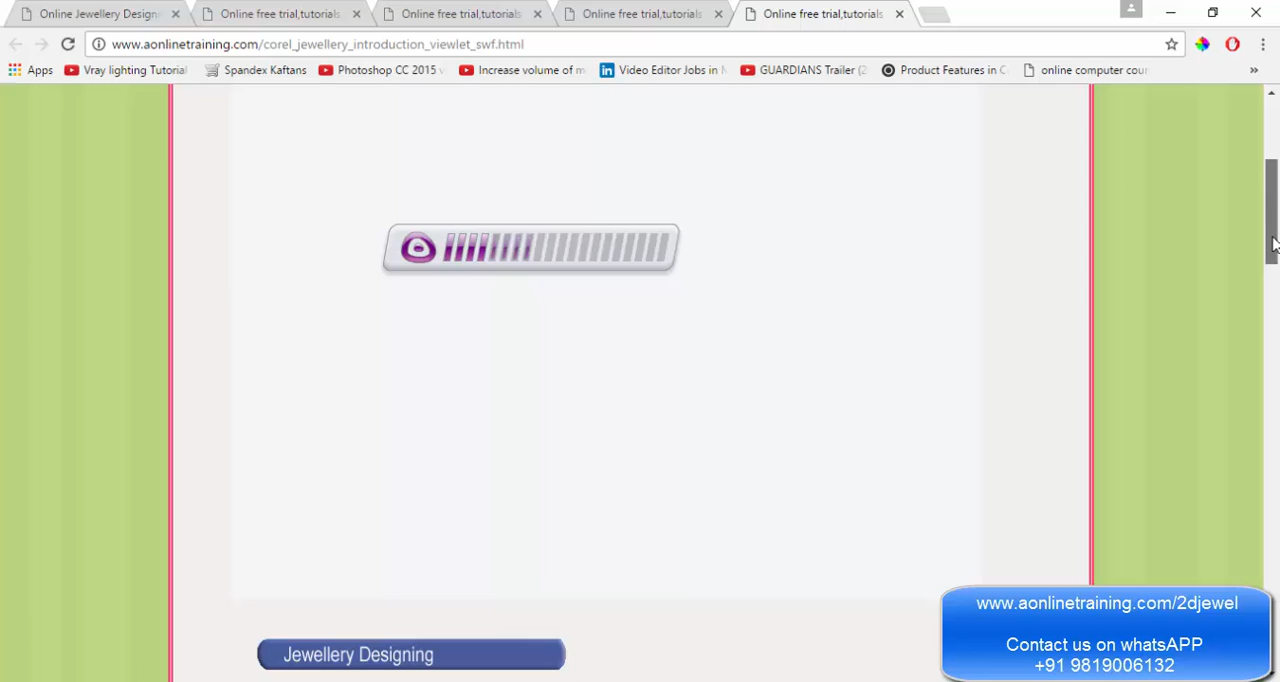 Online Jewellery Design
Online free trial,tutorials
Online free trial,tutorials
Online free trial,tutorials
Online free trial,tutorials
www.aonlinetraining.com/corel_jewellery_introduction_viewlet_swf.html
Apps
Vray lighting Tutorial
Spandex Kaftans
Photoshop CC 2015 v
Increase volume of m
Video Editor Jobs in
GUARDIANS Trailer (2
Product Features in C
online computer cour
Jewellery Designing
www.aonlinetraining.com/2djewel
Contact us on whatsAPP
+91 9819006132